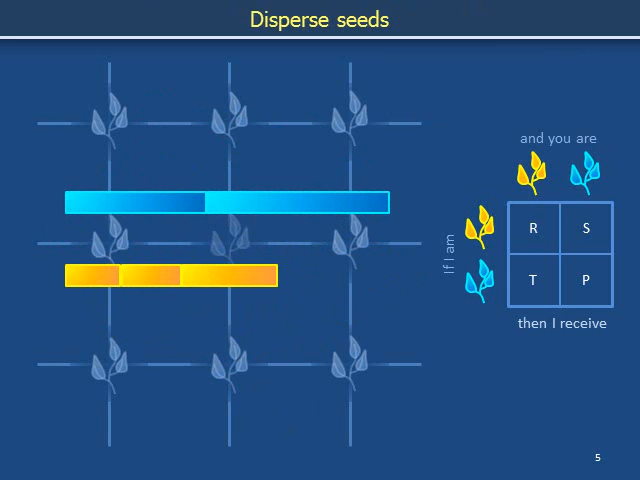 Disperse seeds
and you are
If I am
R S
T P
then I receive
5